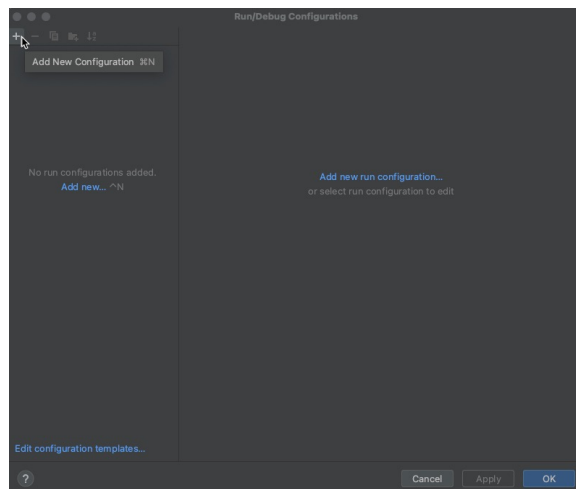 Run/Debug Configurations
Add New Configuration ⌘N
No run configurations added.
Add new... ^N
Add new run configuration...
or select run configuration to edit
Edit configuration templates...
?
Cancel
Apply
OK